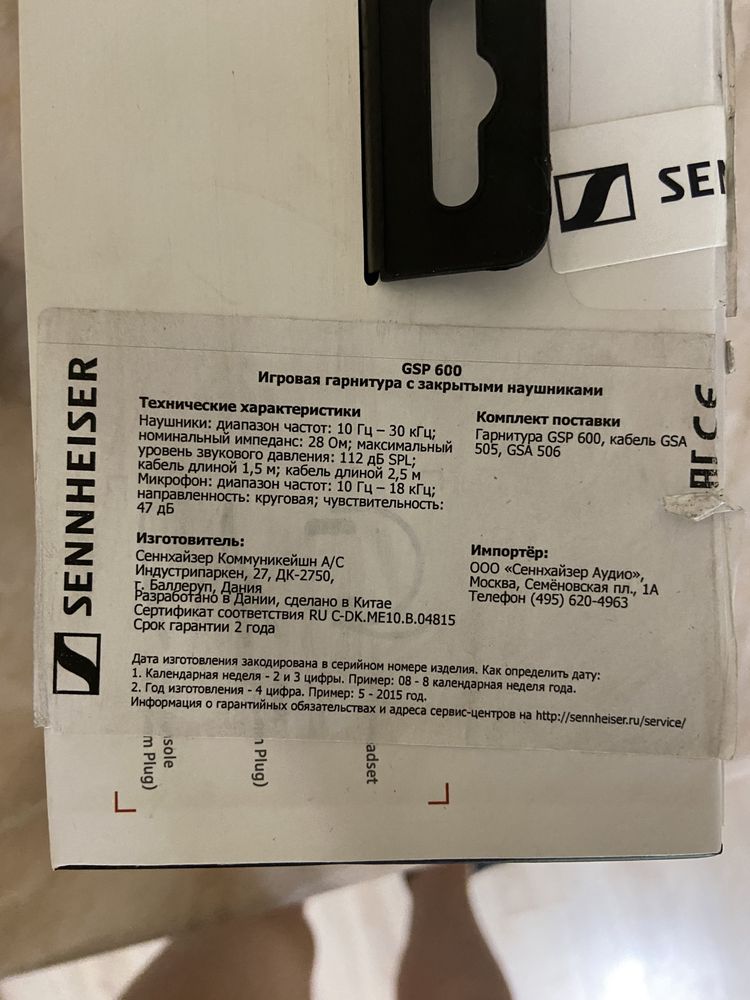 SENNHEISER
GSP 600
Игровая гарнитура с закрытыми наушниками
Технические характеристики
Наушники: диапазон частот: 10 Гц – 30 кГц;
номинальный импеданс: 28 Ом; максимальный
уровень звукового давления: 112 дБ SPL;
кабель длиной 1,5 м; кабель длиной 2,5 м
Микрофон: диапазон частот: 10 Гц – 18 кГц;
направленность: круговая; чувствительность:
47 дБ
Комплект поставки
Гарнитура GSP 600, кабель GSA
505, GSA 506
Изготовитель:
Сеннхайзер Коммуникейшн А/С
Индустрипаркен, 27, ДК-2750,
г. Баллеруп, Дания
Разработано в Дании, сделано в Китае
Сертификат соответствия RU C-DK.ME10.B.04815
Срок гарантии 2 года
Импортёр:
ООО «Сеннхайзер Аудио»,
Москва, Семёновская пл., 1А
Телефон (495) 620-4963
Дата изготовления закодирована в серийном номере изделия. Как определить дату:
1. Календарная неделя - 2 и 3 цифры. Пример: 08 - 8 календарная неделя года.
2. Год изготовления - 4 цифра. Пример: 5 - 2015 год.
Информация о гарантийных обязательствах и адреса сервис-центров на http://sennheiser.ru/service/
SEN
sole
m Plug)
n Plug)
adset